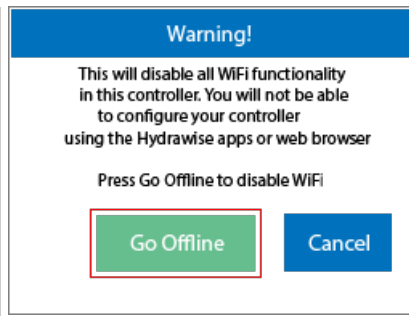 Warning!
This will disable all WiFi functionality
in this controller. You will not be able
to configure your controller
using the Hydrawise apps or web browser
Press Go Offline to disable WiFi
Go Offline
Cancel